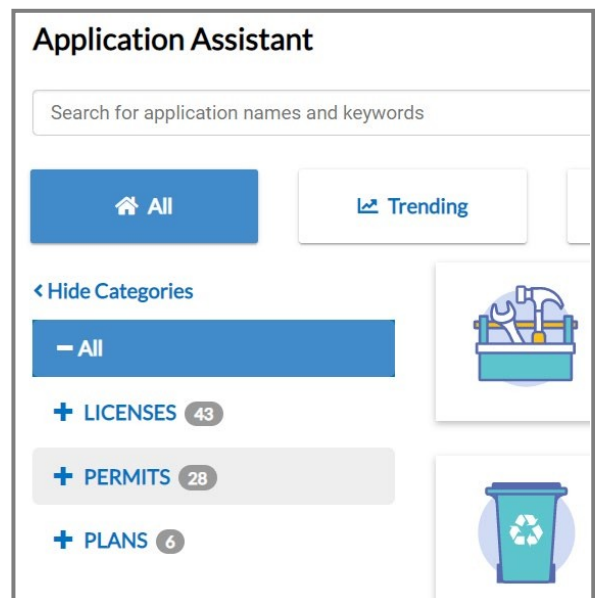 Application Assistant
Search for application names and keywords
All
Trending
Hide Categories
All
LICENSES 43
PERMITS 28
PLANS 6